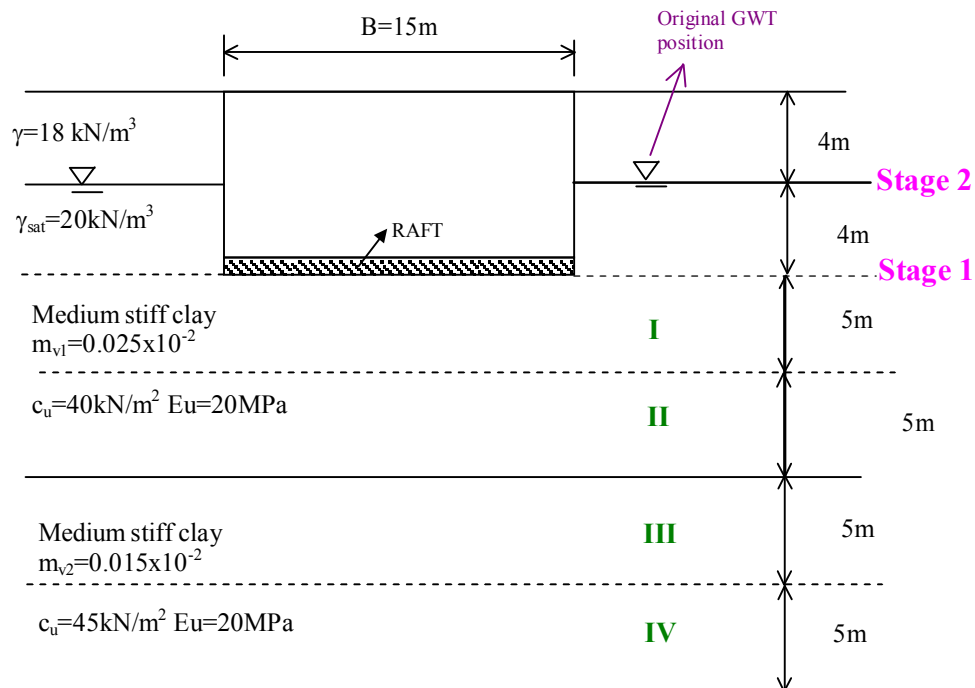 Original GWT
position
B=15m
γ=18 kN/m³
4m
Stage 2
γsat=20kN/m³
RAFT
4m
Stage 1
Medium stiff clay
mv1=0.025x10⁻²
I
5m
cu=40kN/m² Eu=20MPa
II
5m
Medium stiff clay
mv2=0.015x10⁻²
III
5m
cu=45kN/m² Eu=20MPa
IV
5m